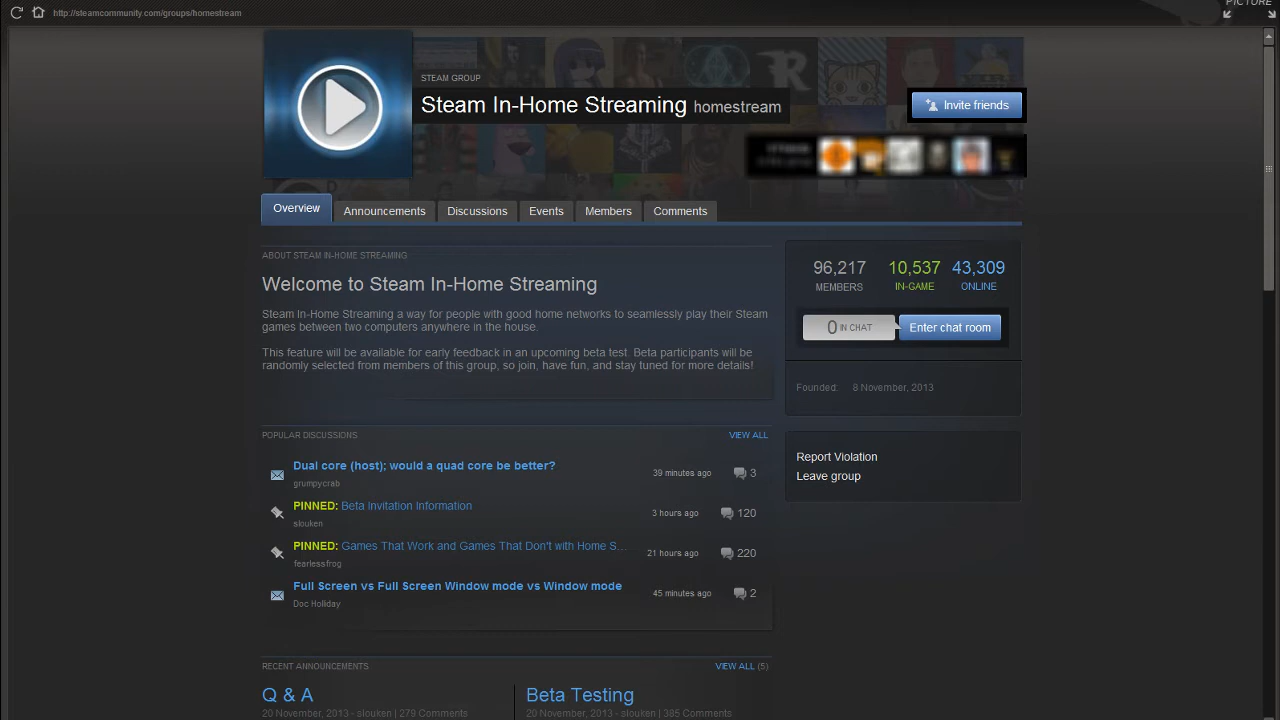 PICTURE
http://steamcommunity.com/groups/homestream
STEAM GROUP
Steam In-Home Streaming homestream
Invite friends
Overview
Announcements
Discussions
Events
Members
Comments
ABOUT STEAM IN-HOME STREAMING
Welcome to Steam In-Home Streaming
Steam In-Home Streaming a way for people with good home networks to seamlessly play their Steam
games between two computers anywhere in the house.
This feature will be available for early feedback in an upcoming beta test. Beta participants will be
randomly selected from members of this group, so join, have fun, and stay tuned for more details!
96,217 10,537 43,309
MEMBERS IN-GAME ONLINE
0 IN CHAT
Enter chat room
Founded: 8 November, 2013
Report Violation
Leave group
POPULAR DISCUSSIONS VIEW ALL
Dual core (host); would a quad core be better? 39 minutes ago 3
grumpycrab
PINNED: Beta Invitation Information 3 hours ago 120
slouken
PINNED: Games That Work and Games That Don't with Home S... 21 hours ago 220
fearlessfrog
Full Screen vs Full Screen Window mode vs Window mode 45 minutes ago 2
Doc Holliday
RECENT ANNOUNCEMENTS VIEW ALL (5)
Q & A
20 November, 2013 - slouken | 279 Comments
Beta Testing
20 November, 2013 - slouken | 385 Comments